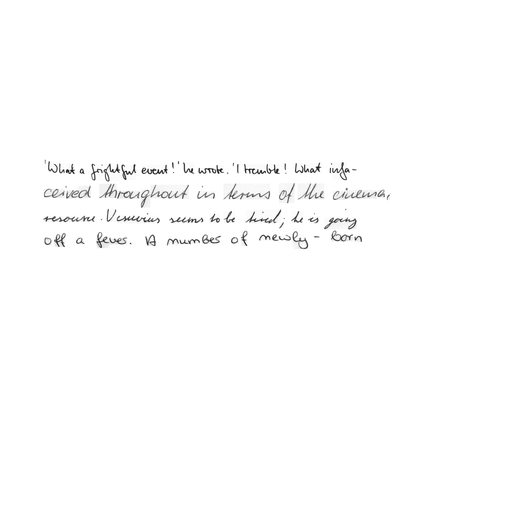 'What a frightful event!' he wrote. 'I tremble! What infa-
ceived throughout in terms of the cinema,
resource. Vesuvius seems to be tired; he is going
off a fever. A number of newly-born